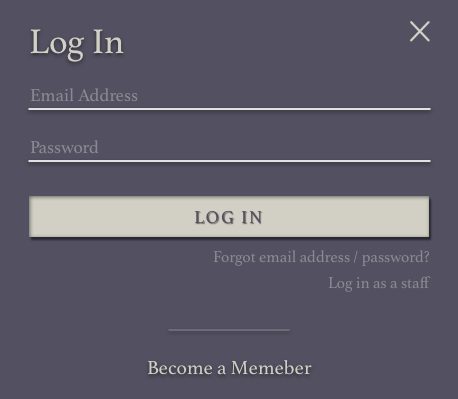 Log In
Email Address
Password
LOG IN
Forgot email address / password?
Log in as a staff
Become a Memeber